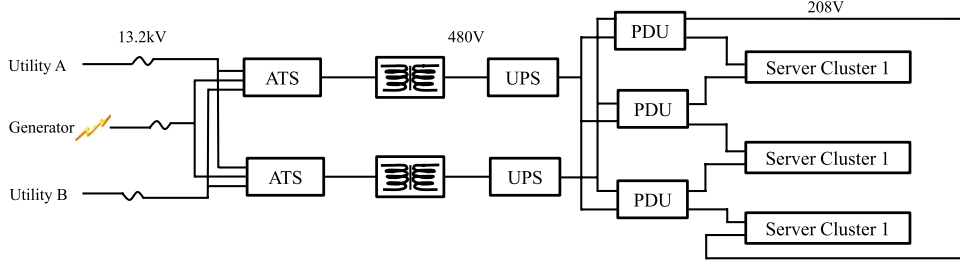 208V
13.2kV
480V
PDU
Utility A
ATS
UPS
Server Cluster 1
PDU
Generator
Server Cluster 1
ATS
UPS
Utility B
PDU
Server Cluster 1